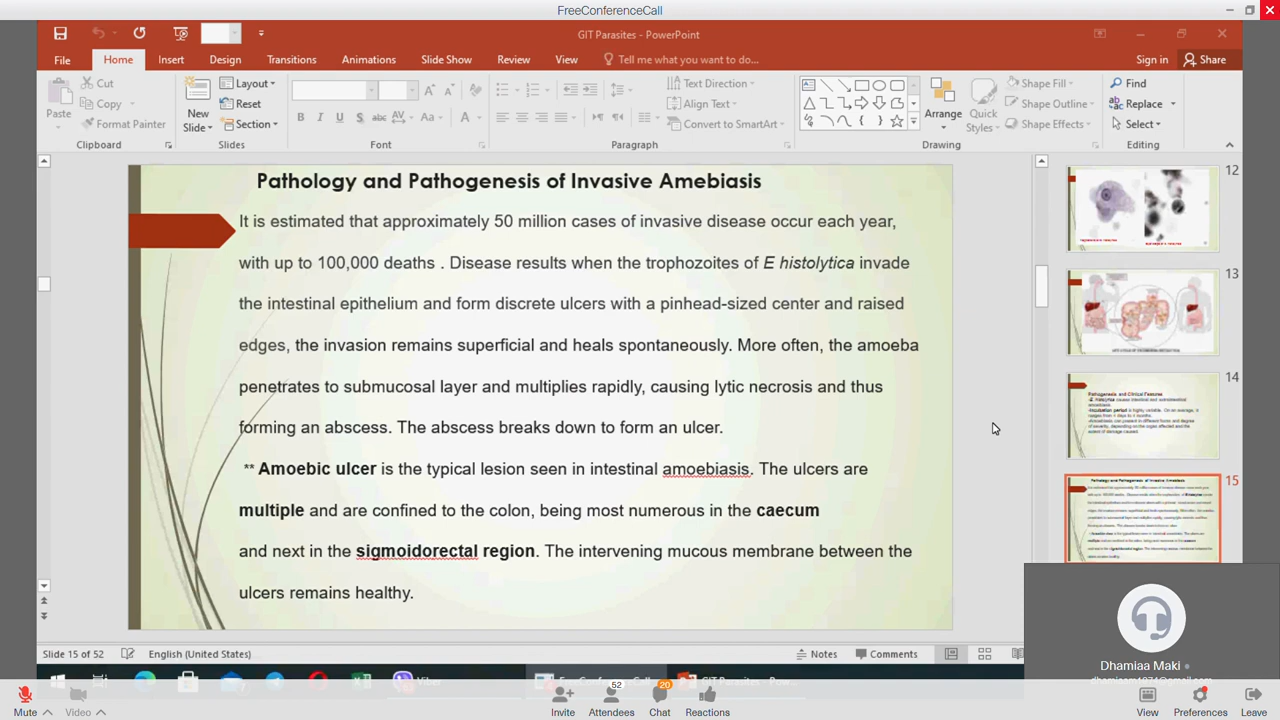 FreeConferenceCall
GIT Parasites - PowerPoint
File Home Insert Design Transitions Animations Slide Show Review View Tell me what you want to do... Sign in Share
Paste
Cut
Copy
Format Painter
Clipboard
New Slide
Layout
Reset
Section
Slides
Font
Text Direction
Align Text
Convert to SmartArt
Paragraph
Arrange
Quick Styles
Shape Fill
Shape Outline
Shape Effects
Drawing
Find
Replace
Select
Editing
Pathology and Pathogenesis of Invasive Amebiasis
It is estimated that approximately 50 million cases of invasive disease occur each year,
with up to 100,000 deaths . Disease results when the trophozoites of E histolytica invade
the intestinal epithelium and form discrete ulcers with a pinhead-sized center and raised
edges, the invasion remains superficial and heals spontaneously. More often, the amoeba
penetrates to submucosal layer and multiplies rapidly, causing lytic necrosis and thus
forming an abscess. The abscess breaks down to form an ulcer.
** Amoebic ulcer is the typical lesion seen in intestinal amoebiasis. The ulcers are
multiple and are confined to the colon, being most numerous in the caecum
and next in the sigmoidorectal region. The intervening mucous membrane between the
ulcers remains healthy.
12
13
14
Pathogenesis and Clinical Features
15
Pathology and Pathogenesis of Invasive Amebiasis
Dhamiaa Maki
Slide 15 of 52 English (United States) Notes Comments
Mute Video Invite 52 Attendees 20 Chat Reactions View Preferences Leave